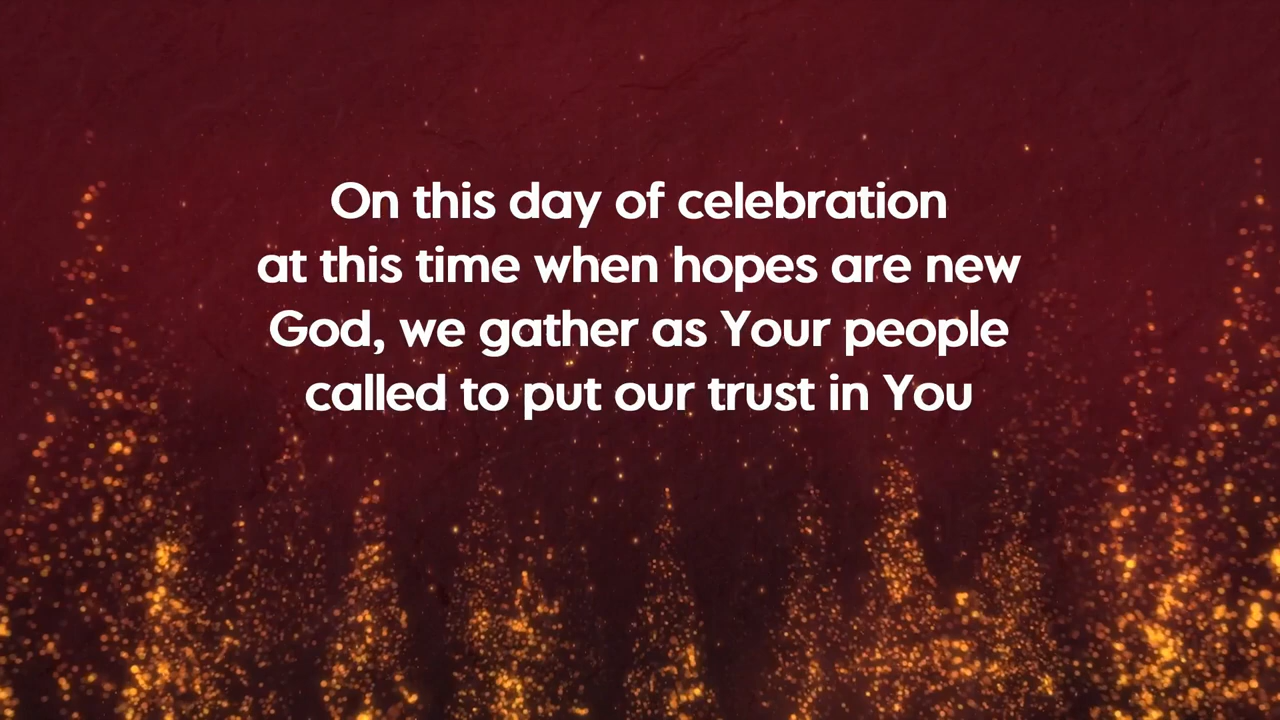 On this day of celebration
at this time when hopes are new
God, we gather as Your people
called to put our trust in You